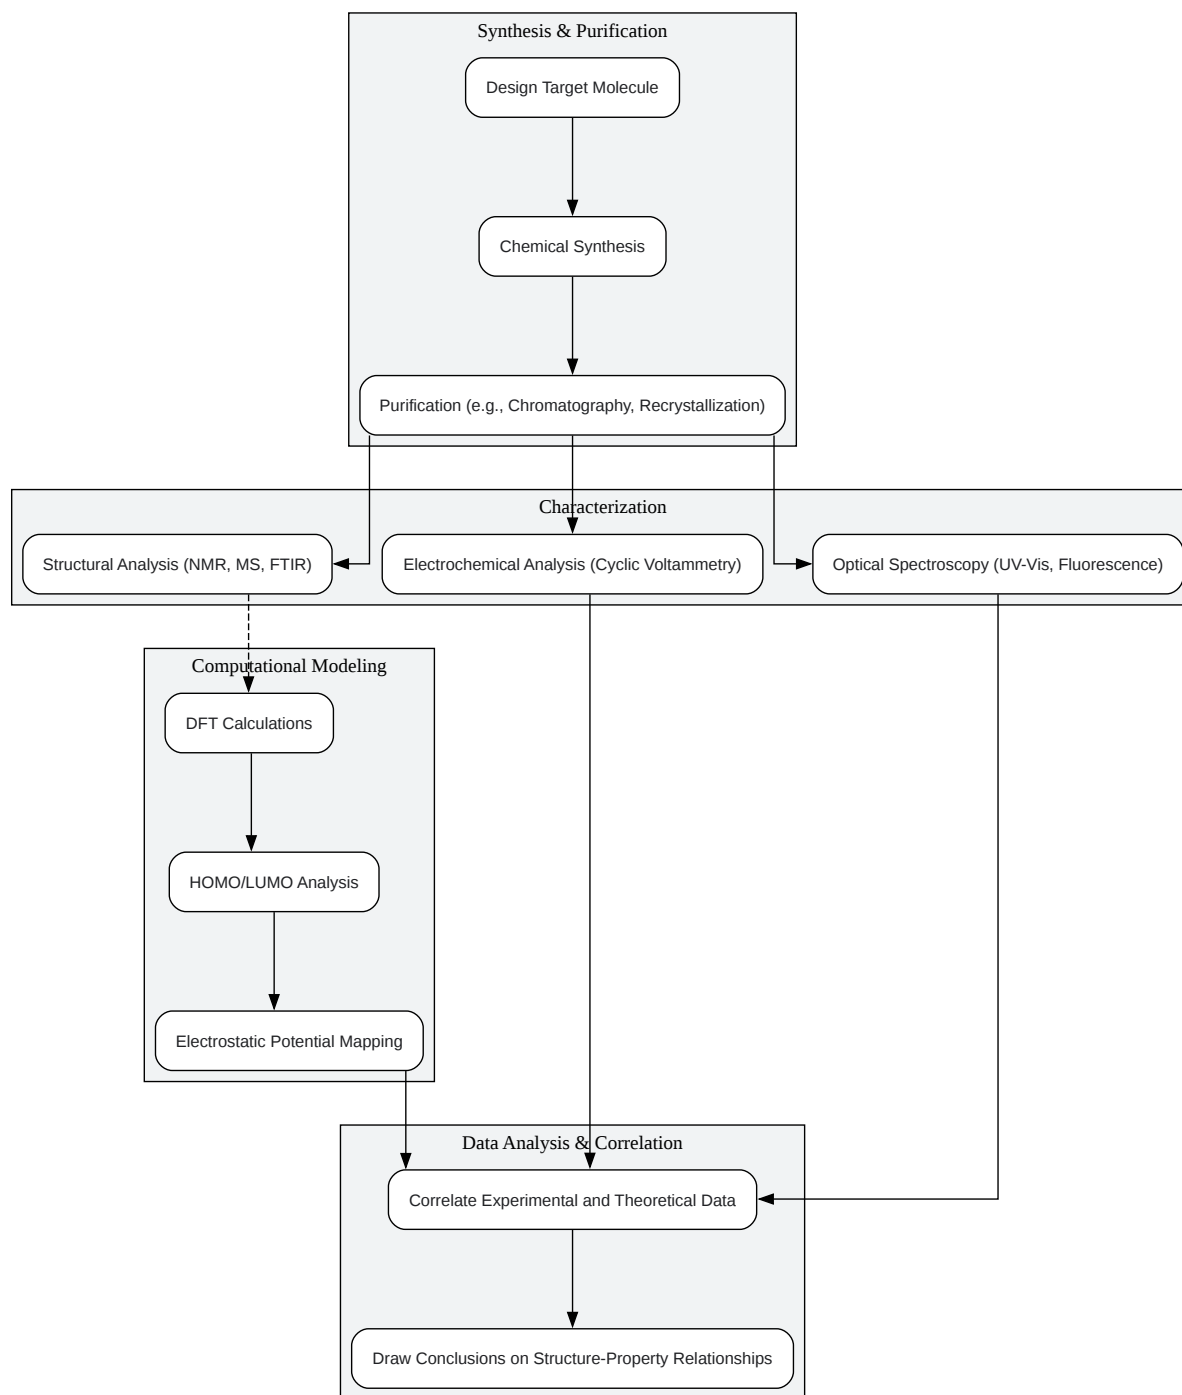 Synthesis & Purification
Design Target Molecule
Chemical Synthesis
Purification (e.g., Chromatography, Recrystallization)
Characterization
Structural Analysis (NMR, MS, FTIR)
Electrochemical Analysis (Cyclic Voltammetry)
Optical Spectroscopy (UV-Vis, Fluorescence)
Computational Modeling
DFT Calculations
HOMO/LUMO Analysis
Electrostatic Potential Mapping
Data Analysis & Correlation
Correlate Experimental and Theoretical Data
Draw Conclusions on Structure-Property Relationships